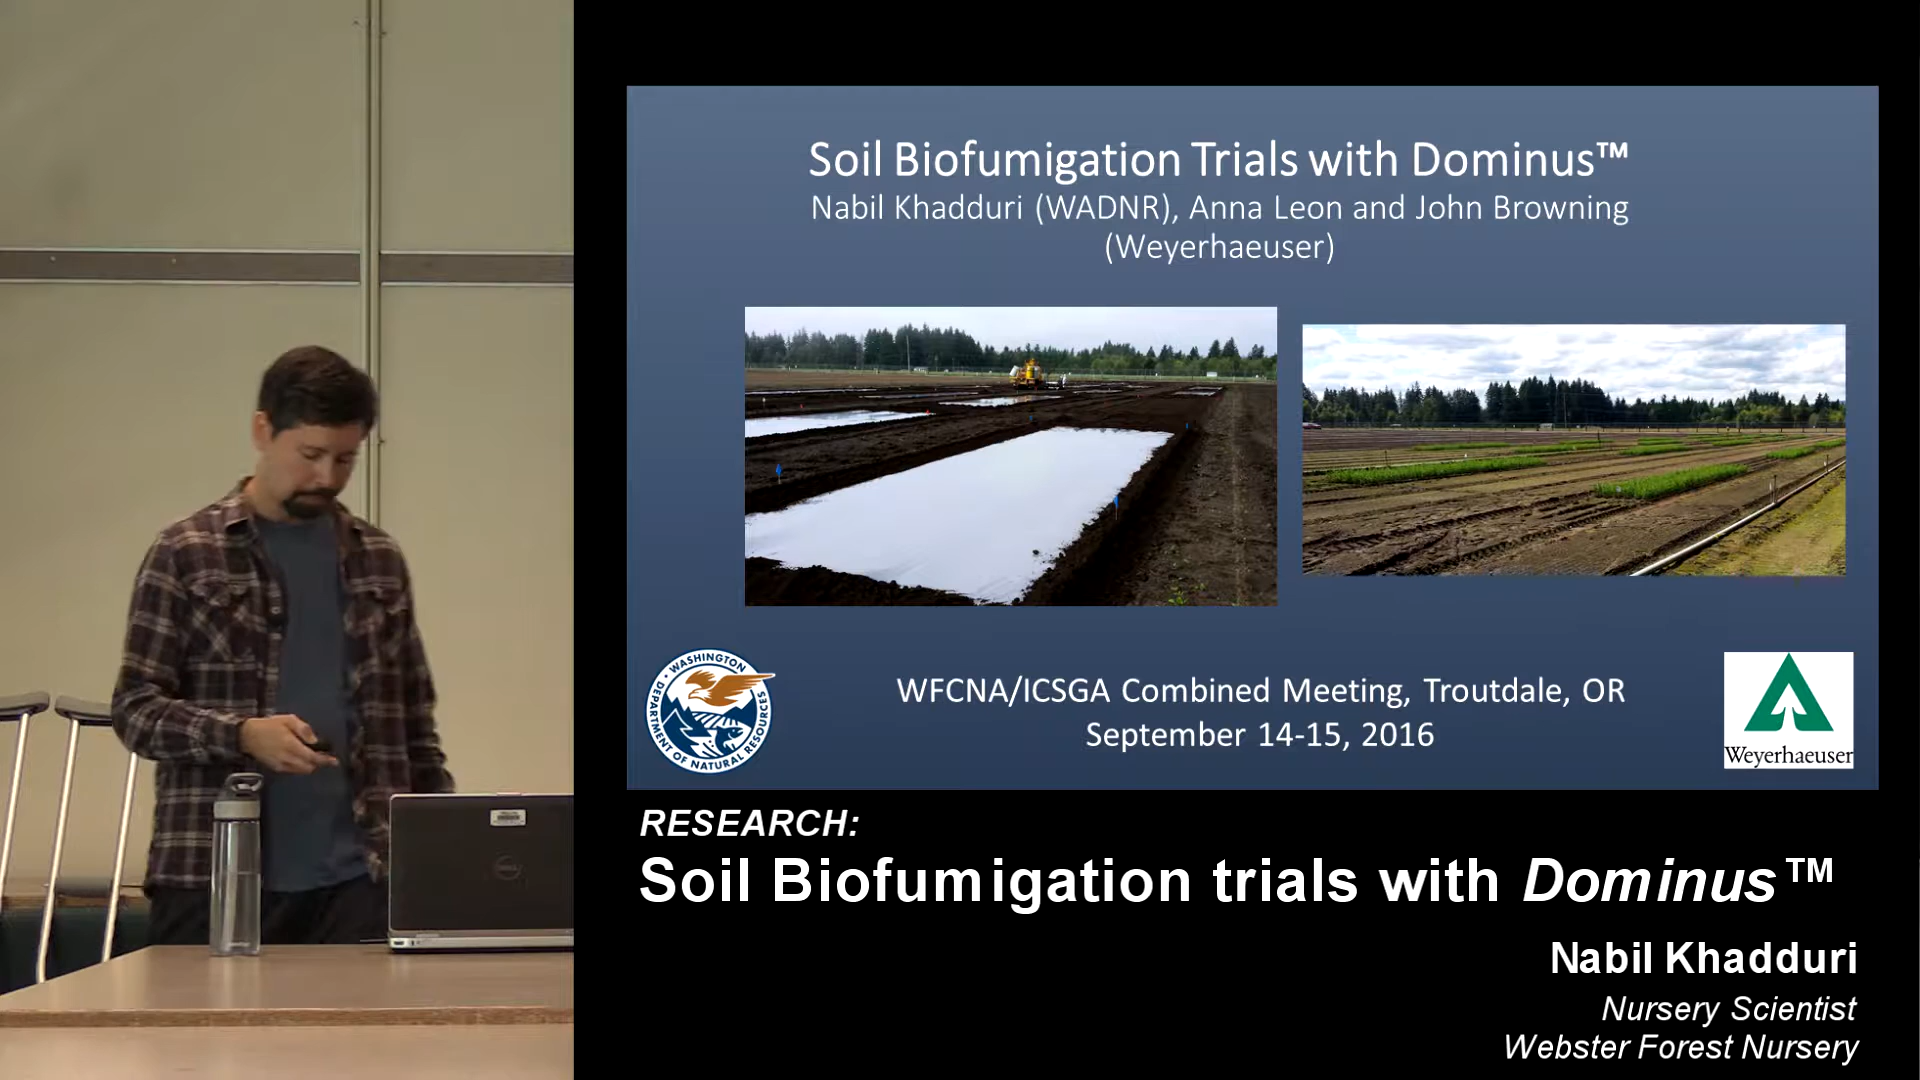 Soil Biofumigation Trials with Dominus™
Nabil Khadduri (WADNR), Anna Leon and John Browning
(Weyerhaeuser)
WASHINGTON
DEPARTMENT OF NATURAL RESOURCES
WFCNA/ICSGA Combined Meeting, Troutdale, OR
September 14-15, 2016
Weyerhaeuser
RESEARCH:
Soil Biofumigation trials with Dominus™
Nabil Khadduri
Nursery Scientist
Webster Forest Nursery
DELL